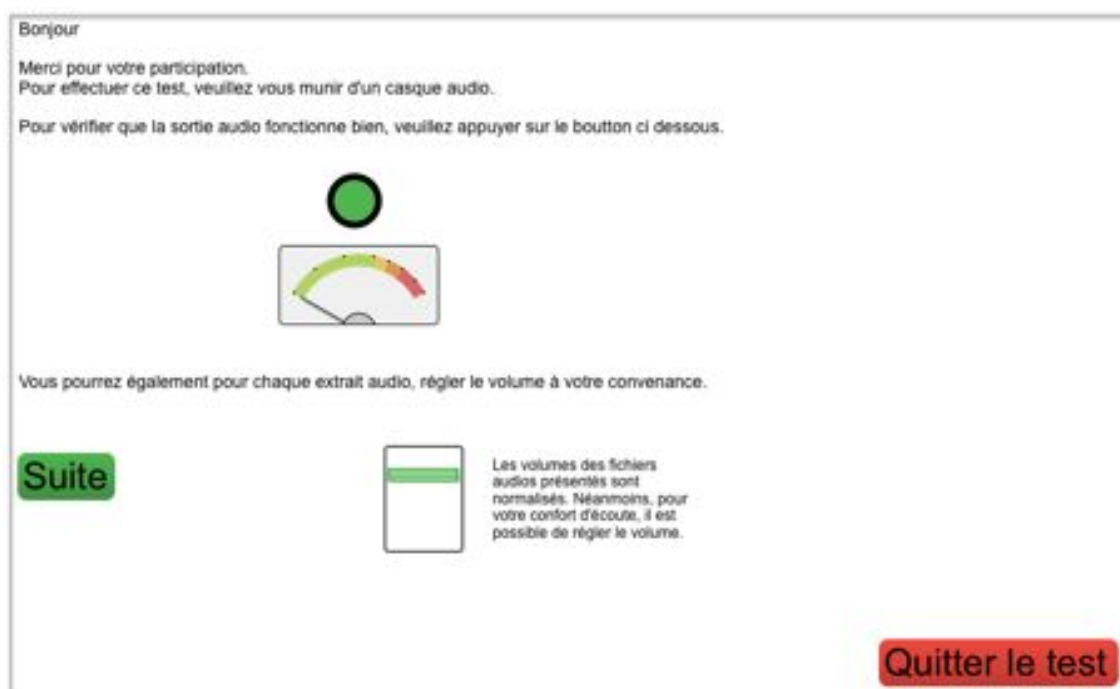 Bonjour
Merci pour votre participation.
Pour effectuer ce test, veuillez vous munir d'un casque audio.
Pour vérifier que la sortie audio fonctionne bien, veuillez appuyer sur le boutton ci dessous.
Vous pourrez également pour chaque extrait audio, régler le volume à votre convenance.
Suite
Les volumes des fichiers
audios présentés sont
normalisés. Néanmoins, pour
votre confort d'écoute, il est
possible de régler le volume.
Quitter le test